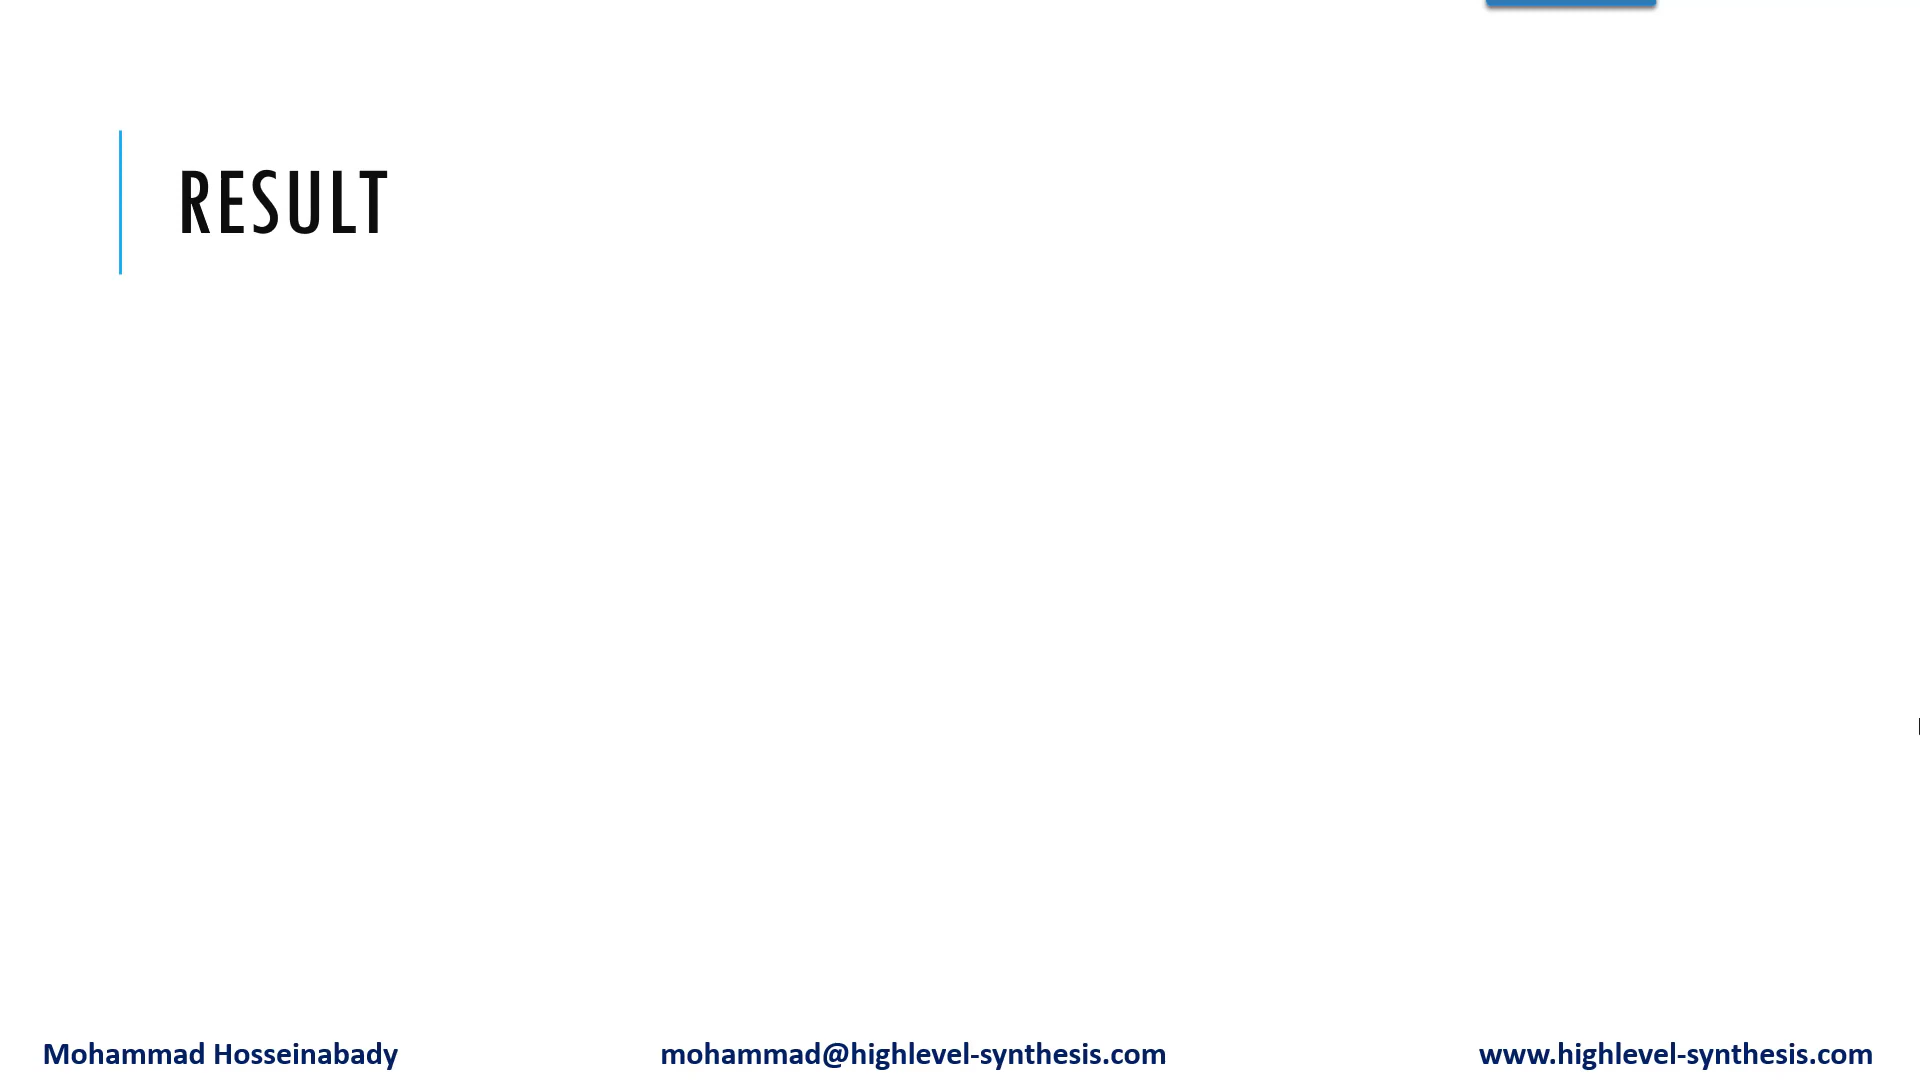 RESULT
Mohammad Hosseinabady
mohammad@highlevel-synthesis.com
www.highlevel-synthesis.com